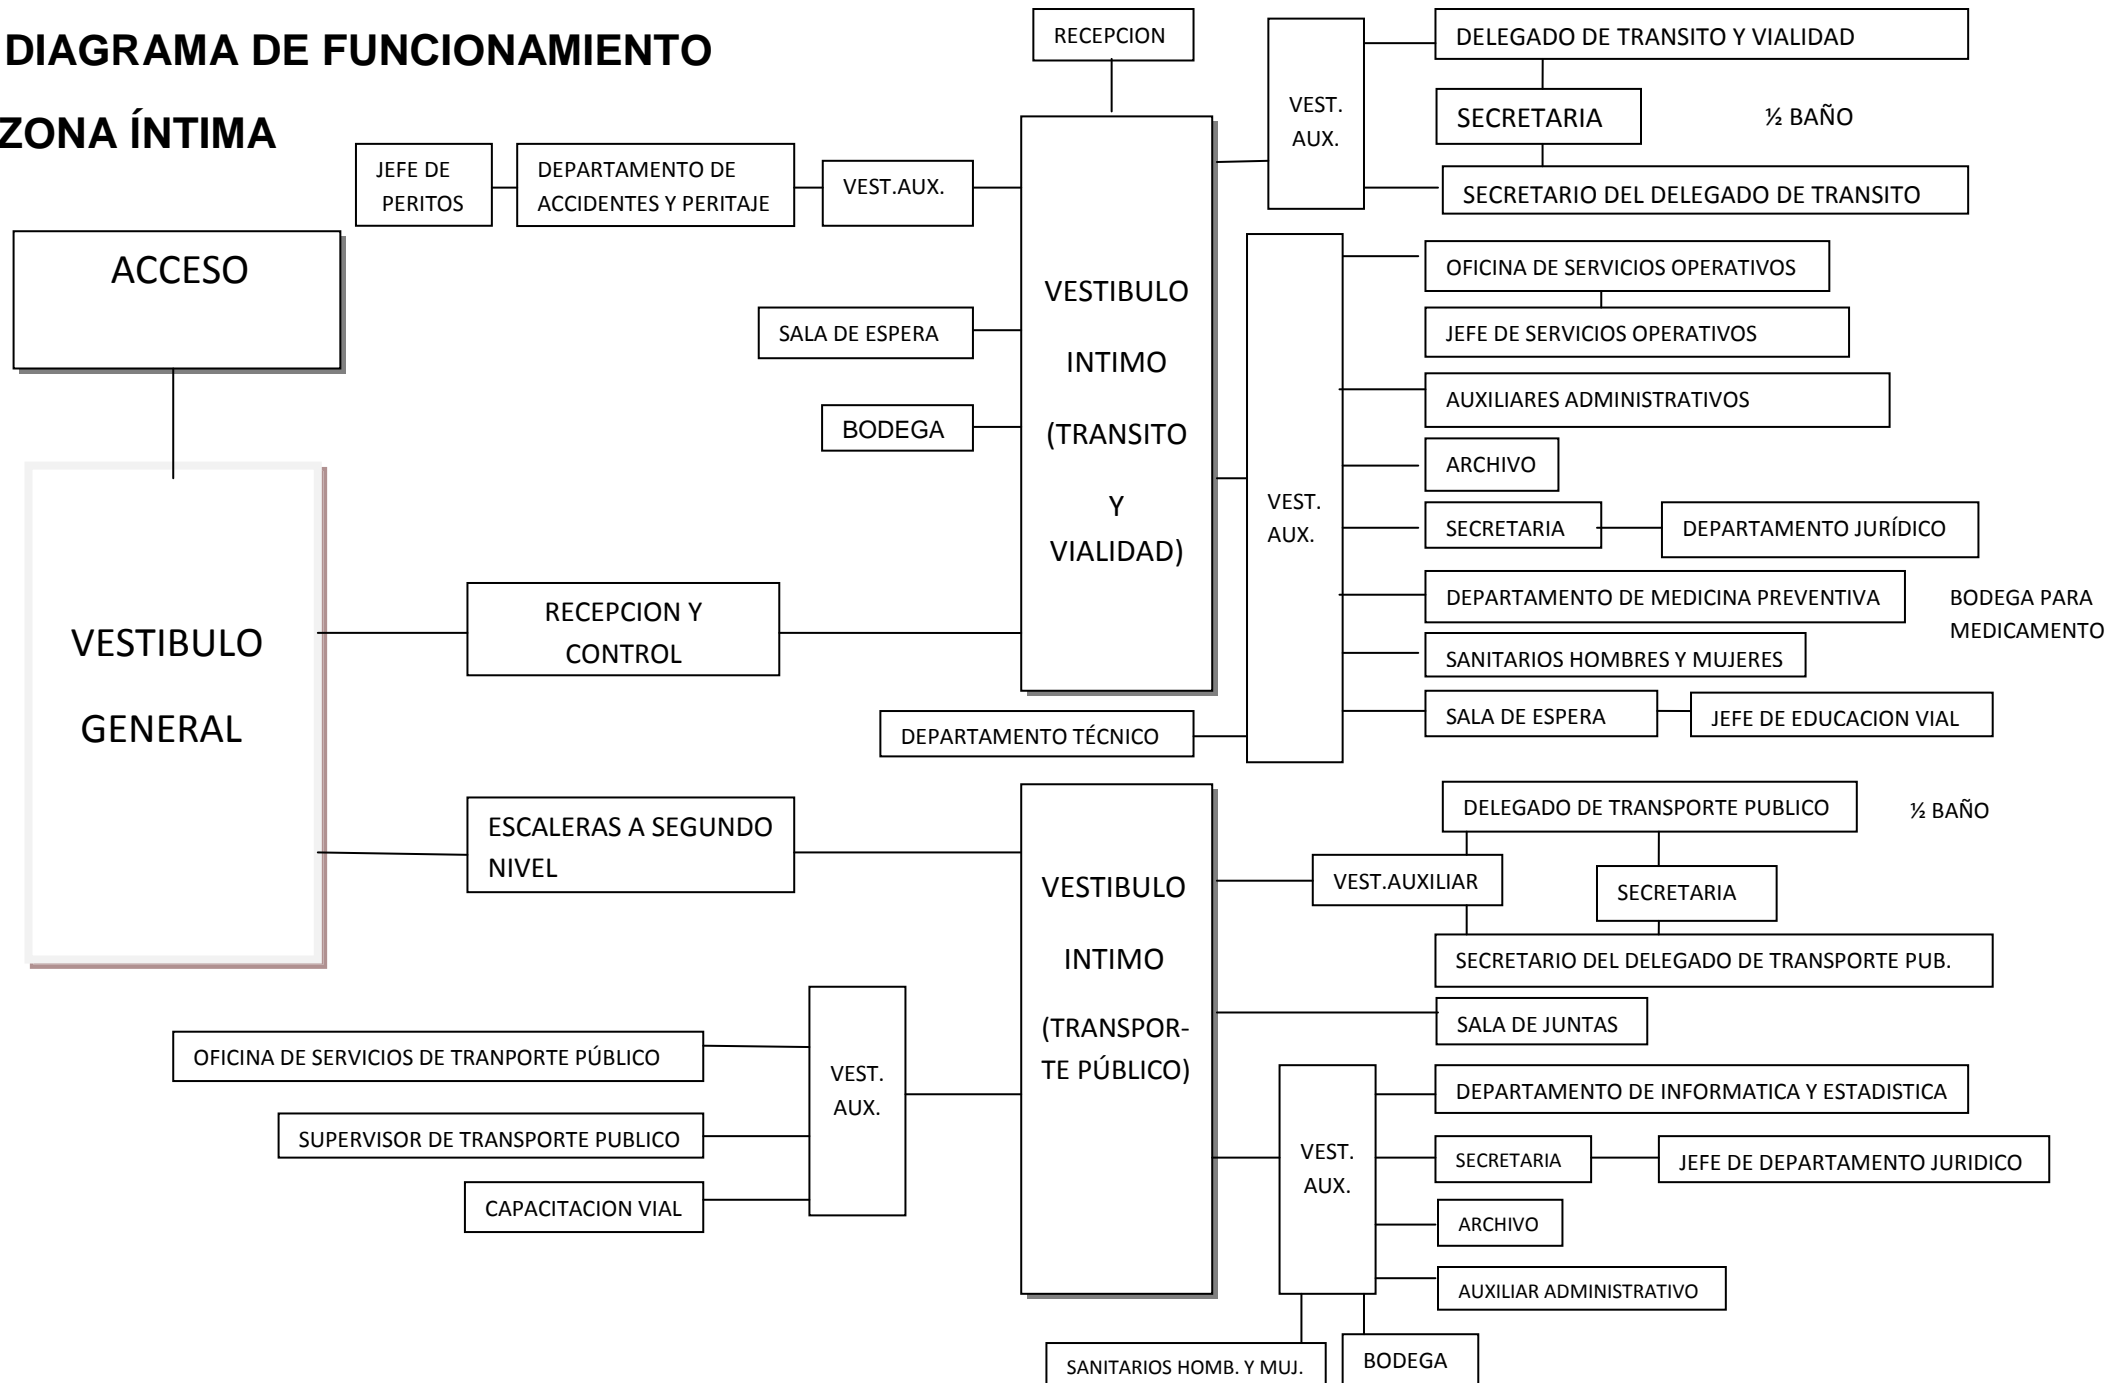 DIAGRAMA DE FUNCIONAMIENTO
ZONA ÍNTIMA
ACCESO
VESTIBULO
GENERAL
RECEPCION Y
CONTROL
ESCALERAS A SEGUNDO
NIVEL
JEFE DE
PERITOS
DEPARTAMENTO DE
ACCIDENTES Y PERITAJE
VEST.AUX.
SALA DE ESPERA
BODEGA
RECEPCION
VESTIBULO
INTIMO
(TRANSITO
Y
VIALIDAD)
VEST.
AUX.
DELEGADO DE TRANSITO Y VIALIDAD
SECRETARIA
½ BAÑO
SECRETARIO DEL DELEGADO DE TRANSITO
VEST.
AUX.
OFICINA DE SERVICIOS OPERATIVOS
JEFE DE SERVICIOS OPERATIVOS
AUXILIARES ADMINISTRATIVOS
ARCHIVO
SECRETARIA
DEPARTAMENTO JURÍDICO
DEPARTAMENTO DE MEDICINA PREVENTIVA
BODEGA PARA
MEDICAMENTO
SANITARIOS HOMBRES Y MUJERES
SALA DE ESPERA
JEFE DE EDUCACION VIAL
DEPARTAMENTO TÉCNICO
VESTIBULO
INTIMO
(TRANSPOR-
TE PÚBLICO)
DELEGADO DE TRANSPORTE PUBLICO
½ BAÑO
VEST.AUXILIAR
SECRETARIA
SECRETARIO DEL DELEGADO DE TRANSPORTE PUB.
SALA DE JUNTAS
OFICINA DE SERVICIOS DE TRANPORTE PÚBLICO
SUPERVISOR DE TRANSPORTE PUBLICO
CAPACITACION VIAL
VEST.
AUX.
VEST.
AUX.
DEPARTAMENTO DE INFORMATICA Y ESTADISTICA
SECRETARIA
JEFE DE DEPARTAMENTO JURIDICO
ARCHIVO
AUXILIAR ADMINISTRATIVO
SANITARIOS HOMB. Y MUJ.
BODEGA